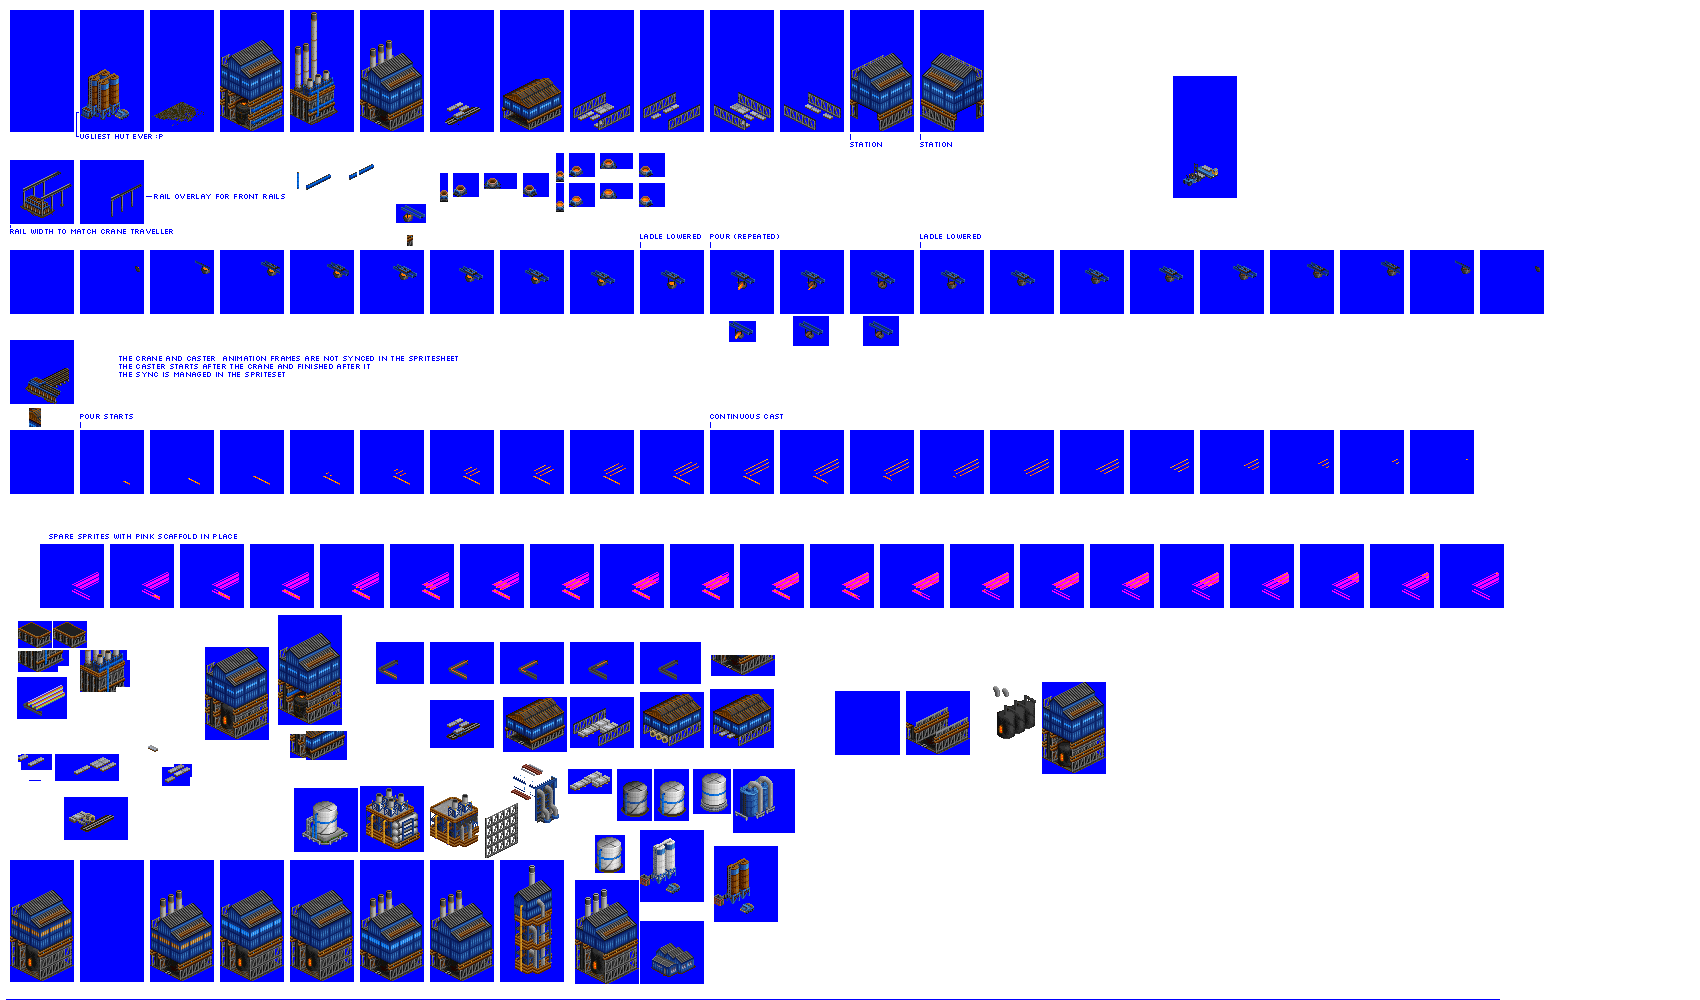 UGLIEST HUT EVER :P
STATION
STATION
RAIL OVERLAY FOR FRONT RAILS
RAIL WIDTH TO MATCH CRANE TRAVELLER
LADLE LOWERED
POUR (REPEATED)
LADLE LOWERED
THE CRANE AND CASTER ANIMATION FRAMES ARE NOT SYNCED IN THE SPRITESHEET
THE CASTER STARTS AFTER THE CRANE AND FINISHED AFTER IT
THE SYNC IS MANAGED IN THE SPRITESET
POUR STARTS
CONTINUOUS CAST
SPARE SPRITES WITH PINK SCAFFOLD IN PLACE